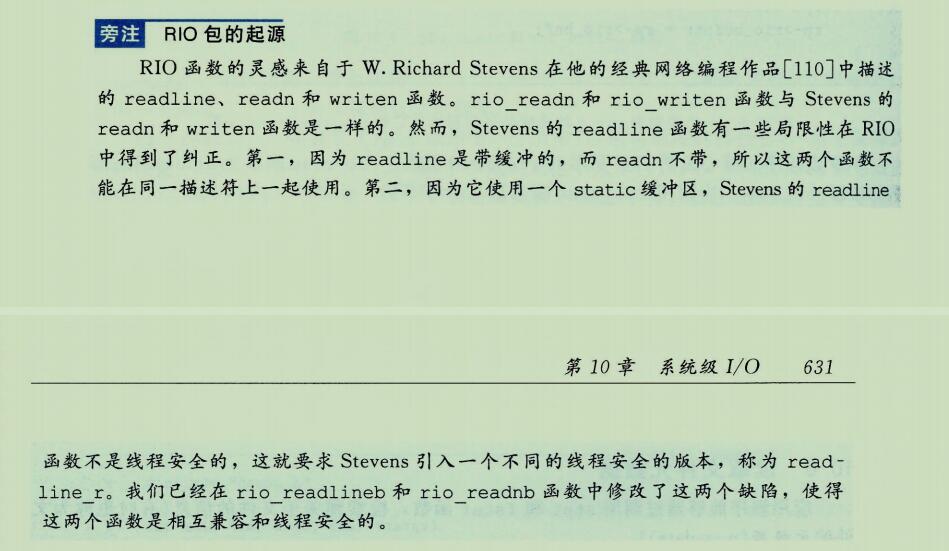 旁注 RIO 包的起源
RIO 函数的灵感来自于 W. Richard Stevens 在他的经典网络编程作品[110]中描述
的 readline、readn 和 writen 函数。rio_readn 和 rio_writen 函数与 Stevens 的
readn 和 writen 函数是一样的。然而，Stevens 的 readline 函数有一些局限性在 RIO
中得到了纠正。第一，因为 readline 是带缓冲的，而 readn 不带，所以这两个函数不
能在同一描述符上一起使用。第二，因为它使用一个 static 缓冲区，Stevens 的 readline
第 10 章 系统级 I/O 631
函数不是线程安全的，这就要求 Stevens 引入一个不同的线程安全的版本，称为 read-
line_r。我们已经在 rio_readlineb 和 rio_readnb 函数中修改了这两个缺陷，使得
这两个函数是相互兼容和线程安全的。